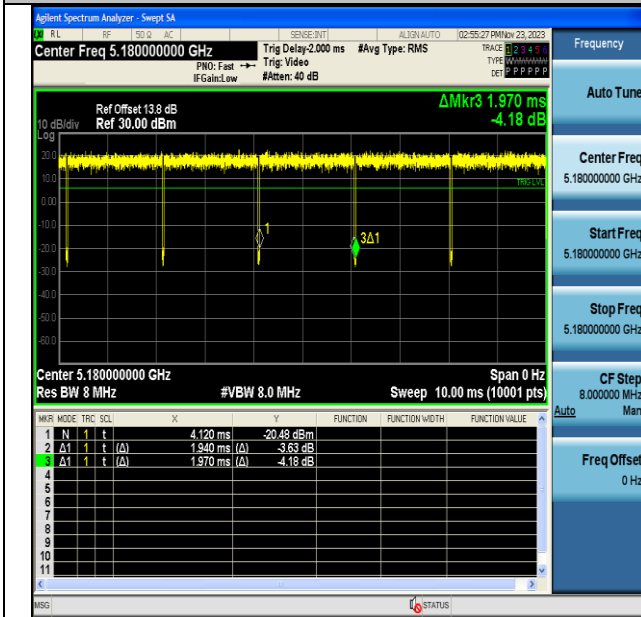 Agilent Spectrum Analyzer - Swept SA
RL RF 50 Ω AC SENSE:INT ALIGN AUTO 02:55:27 PM Nov 23, 2023
Center Freq 5.180000000 GHz
PNO: Fast
IFGain:Low
Trig Delay-2.000 ms
Trig: Video
#Atten: 40 dB
#Avg Type: RMS
TRACE 1 2 3 4 5 6
TYPE
DET P P P P P P
Ref Offset 13.8 dB
10 dB/div Ref 30.00 dBm
Log
ΔMkr3 1.970 ms
-4.18 dB
20.0
10.0
TRIG LVL
0.00
-10.0
1
3Δ1
-20.0
-30.0
-40.0
-50.0
-60.0
Center 5.180000000 GHz Span 0 Hz
Res BW 8 MHz #VBW 8.0 MHz Sweep 10.00 ms (10001 pts)
MKR MODE TRC SCL X Y FUNCTION FUNCTION WIDTH FUNCTION VALUE
1 N 1 t 4.120 ms -20.48 dBm
2 Δ1 1 t (Δ) 1.940 ms (Δ) -3.63 dB
3 Δ1 1 t (Δ) 1.970 ms (Δ) -4.18 dB
4
5
6
7
8
9
10
11
MSG STATUS
Frequency
Auto Tune
Center Freq
5.180000000 GHz
Start Freq
5.180000000 GHz
Stop Freq
5.180000000 GHz
CF Step
8.000000 MHz
Auto Man
Freq Offset
0 Hz